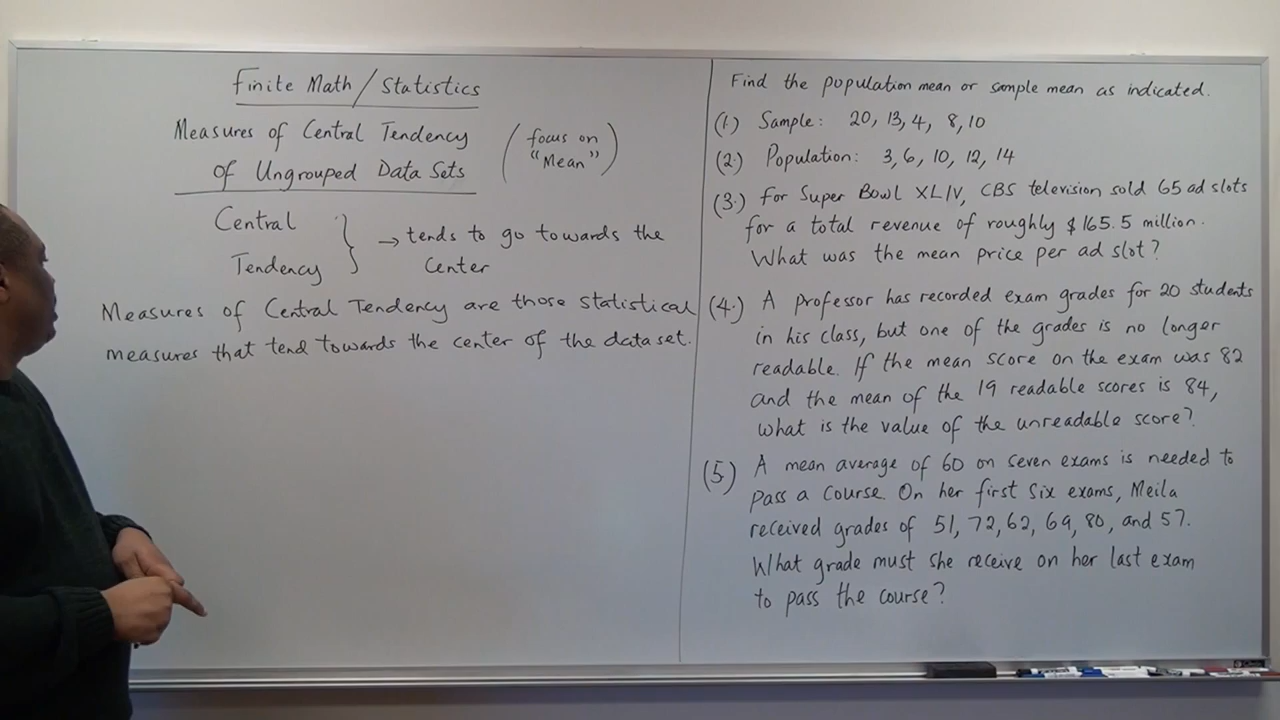 Finite Math / Statistics
Measures of Central Tendency
of Ungrouped Data Sets
(focus on
"Mean")
Central
Tendency } → tends to go towards the
center
Measures of Central Tendency are those statistical
measures that tend towards the center of the data set.
Find the population mean or sample mean as indicated.
(1.) Sample: 20, 13, 4, 8, 10
(2.) Population: 3, 6, 10, 12, 14
(3.) For Super Bowl XLIV, CBS television sold 65 ad slots
for a total revenue of roughly $165.5 million.
What was the mean price per ad slot?
(4.) A professor has recorded exam grades for 20 students
in his class, but one of the grades is no longer
readable. If the mean score on the exam was 82
and the mean of the 19 readable scores is 84,
what is the value of the unreadable score?
(5) A mean average of 60 on seven exams is needed to
pass a course. On her first six exams, Meila
received grades of 51, 72, 62, 69, 80, and 57.
What grade must she receive on her last exam
to pass the course?